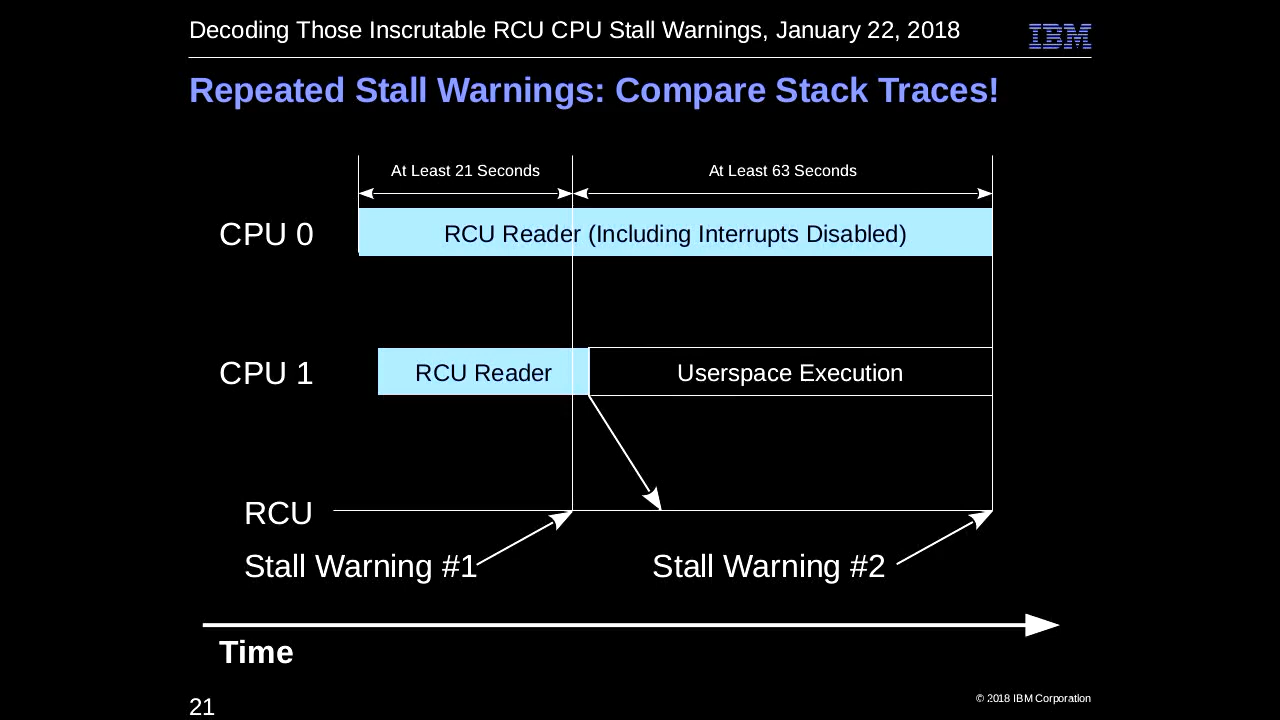 Decoding Those Inscrutable RCU CPU Stall Warnings, January 22, 2018
IBM
Repeated Stall Warnings: Compare Stack Traces!
At Least 21 Seconds
At Least 63 Seconds
CPU 0
RCU Reader (Including Interrupts Disabled)
CPU 1
RCU Reader
Userspace Execution
RCU
Stall Warning #1
Stall Warning #2
Time
21
© 2018 IBM Corporation